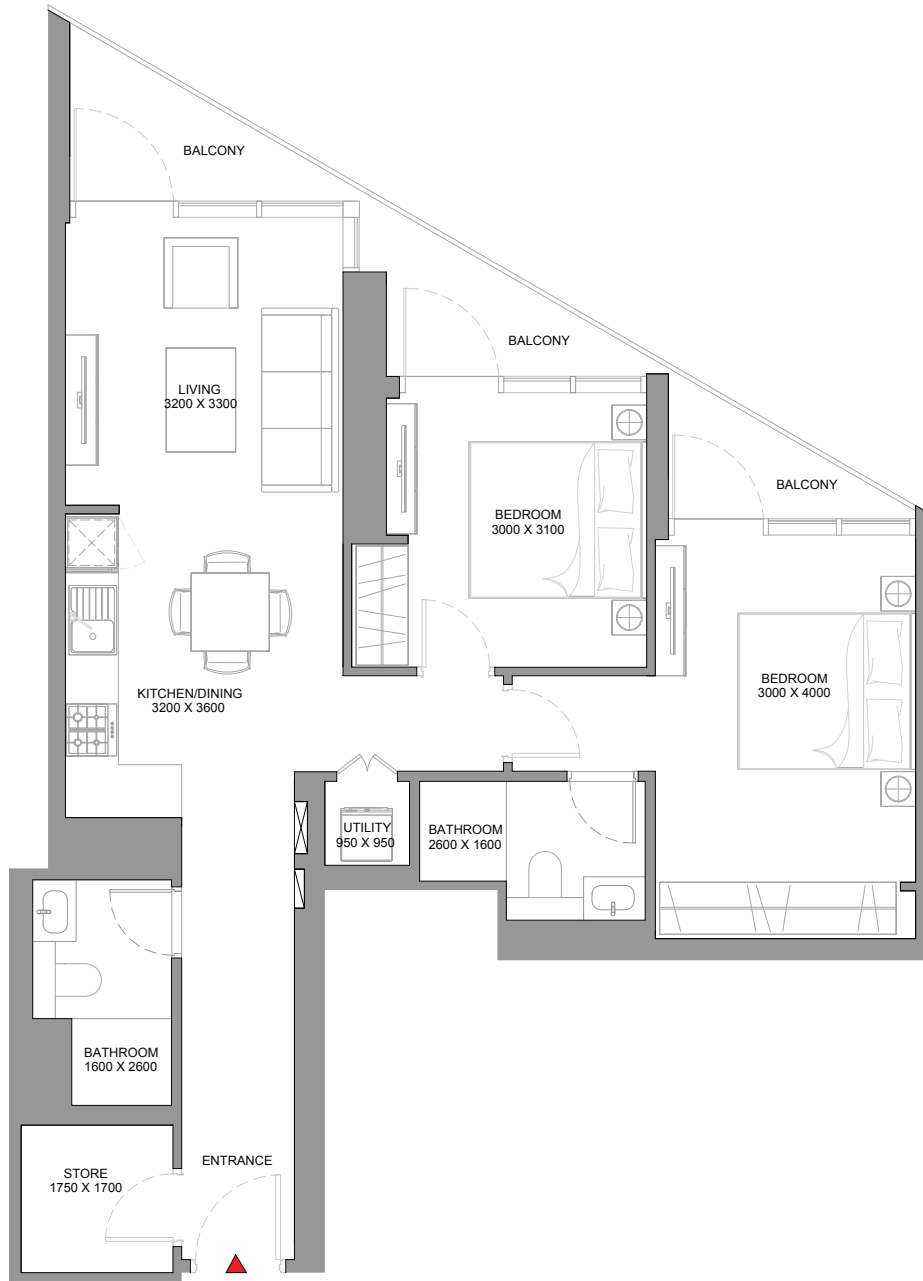 BALCONY
BALCONY
LIVING
3200 X 3300
BALCONY
BEDROOM
3000 X 3100
BEDROOM
3000 X 4000
KITCHEN/DINING
3200 X 3600
UTILITY
950 X 950
BATHROOM
2600 X 1600
BATHROOM
1600 X 2600
ENTRANCE
STORE
1750 X 1700